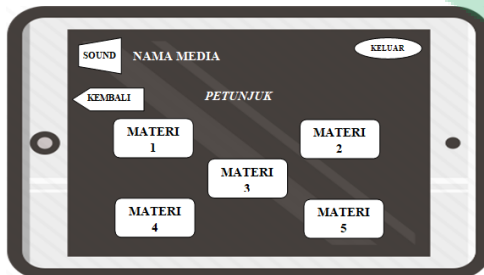 SOUND
NAMA MEDIA
KELUAR
KEMBALI
PETUNJUK
MATERI
1
MATERI
2
MATERI
3
MATERI
4
MATERI
5